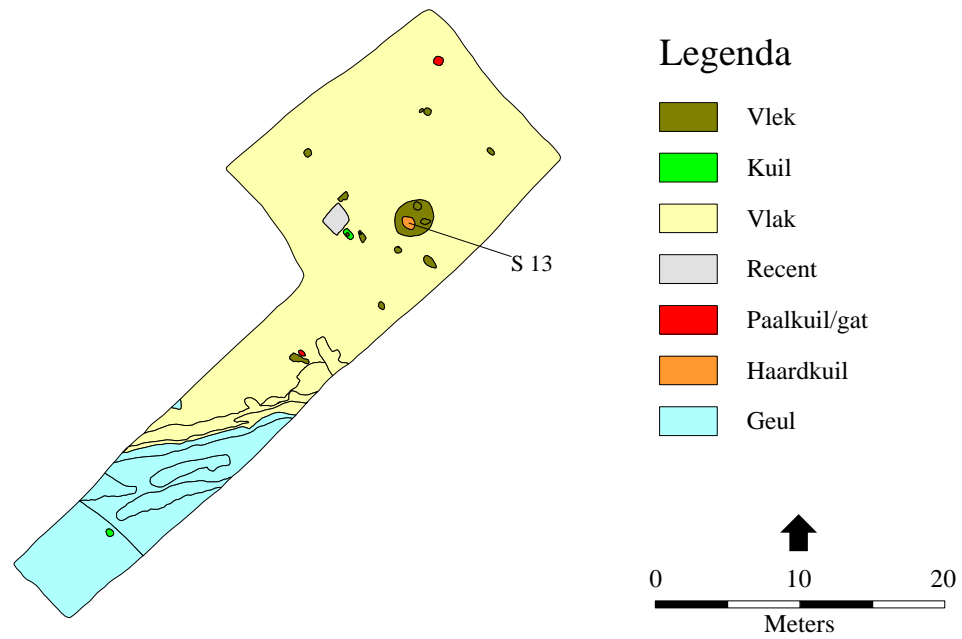 Legenda
Vlek
Kuil
Vlak
Recent
Paalkuil/gat
Haardkuil
Geul
S 13
0 10 20
Meters